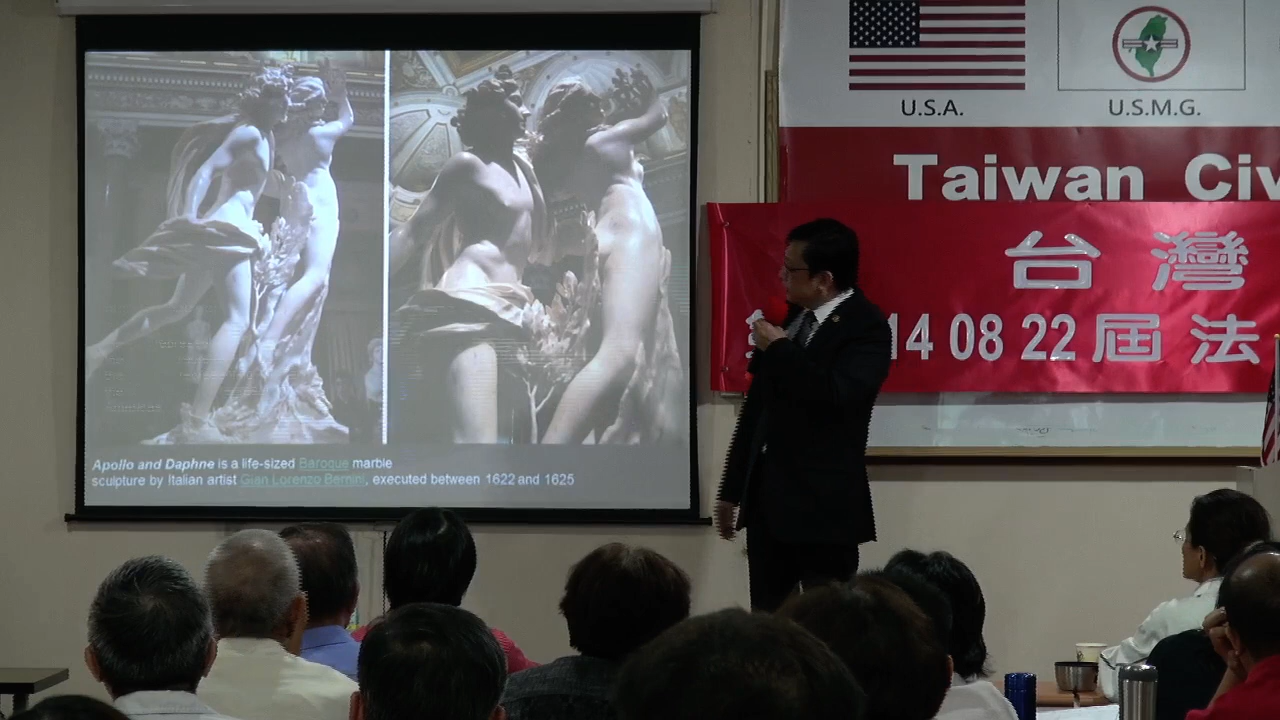 Apollo and Daphne is a life-sized Baroque marble
sculpture by Italian artist Gian Lorenzo Bernini, executed between 1622 and 1625
U.S.A.
U.S.M.G.
Taiwan Civ
台灣
14 08 22 屆 法